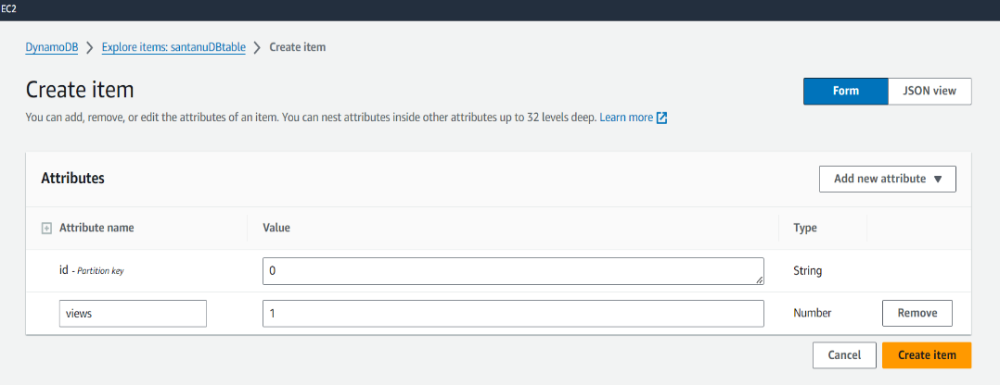 EC2
DynamoDB > Explore items: santanuDBtable > Create item
Create item
Form JSON view
You can add, remove, or edit the attributes of an item. You can nest attributes inside other attributes up to 32 levels deep. Learn more
Attributes Add new attribute ▼
Attribute name Value Type
id - Partition key 0 String
views 1 Number Remove
Cancel Create item